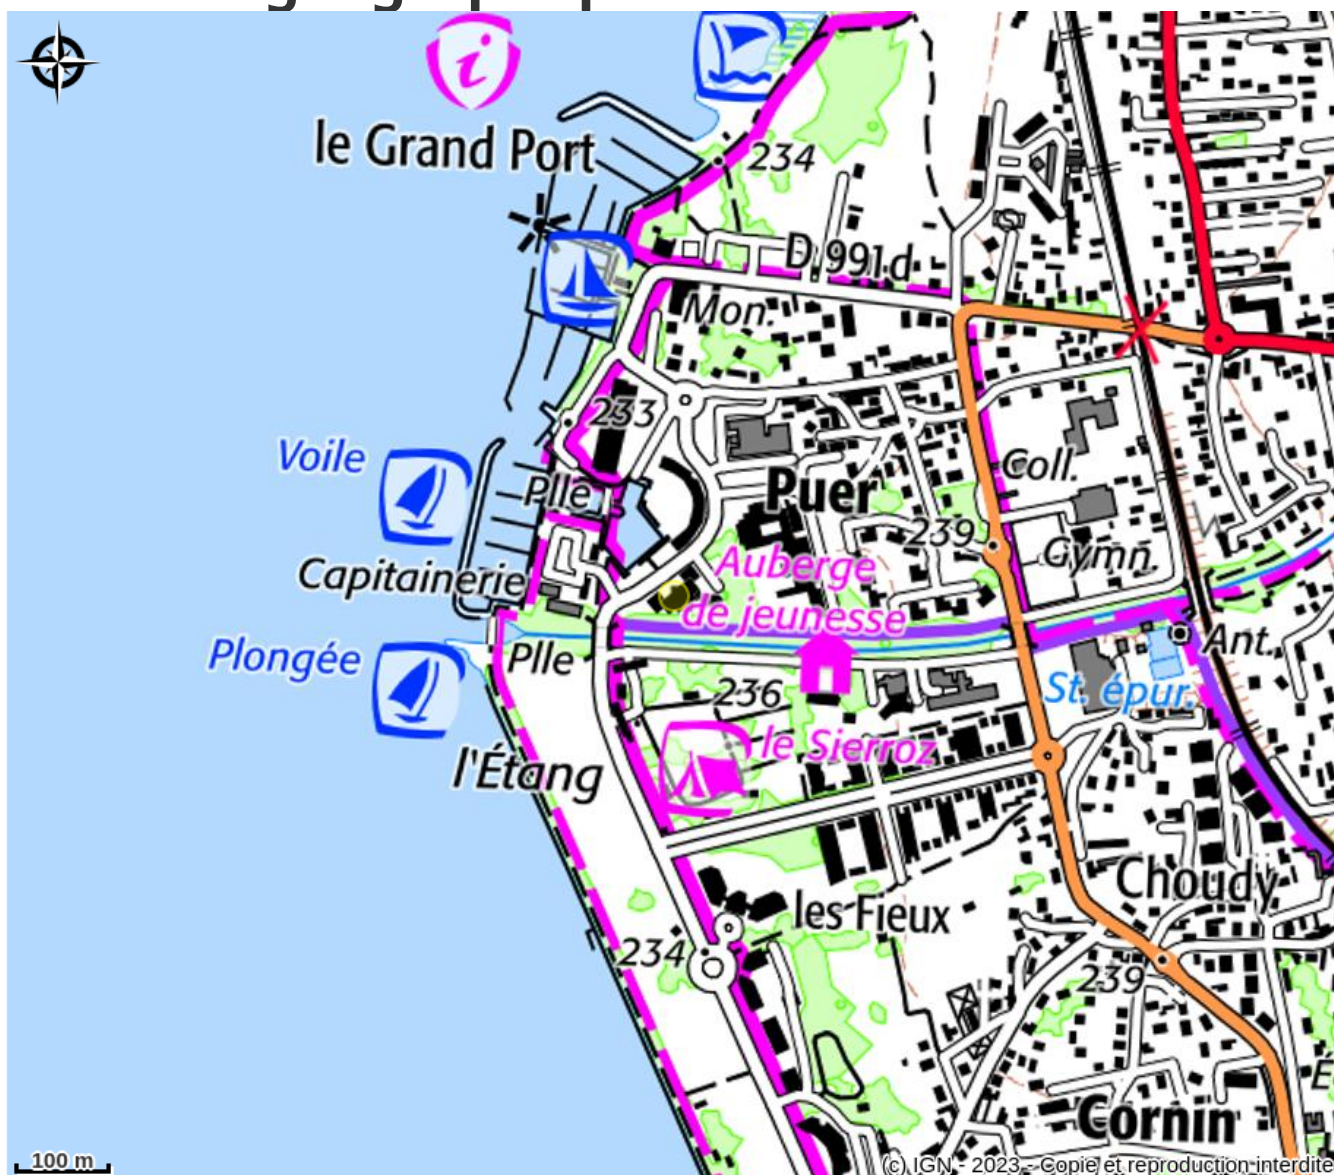 le Grand Port
234
D 991d
Mon.
233
Voile
Plle
Puer
Coll.
239
Gymn.
Capitainerie
Auberge
de jeunesse
Plongée
Plle
Ant.
236
St. épur.
le Sierroz
l'Étang
Choudy
les Fieux
234
239
Cornin
100 m
(c) IGN - 2023 - Copie et reproduction interdite